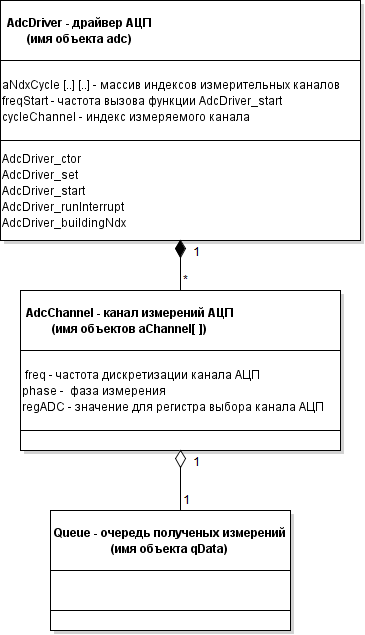 AdcDriver - драйвер АЦП
(имя объекта adc)
aNdxCycle [..] [..] - массив индексов измерительных каналов
freqStart - частота вызова функции AdcDriver_start
cycleChannel - индекс измеряемого канала
AdcDriver_ctor
AdcDriver_set
AdcDriver_start
AdcDriver_runInterrupt
AdcDriver_buildingNdx
1
*
AdcChannel - канал измерений АЦП
(имя объектов aChannel[ ])
freq - частота дискретизации канала АЦП
phase - фаза измерения
regADC - значение для регистра выбора канала АЦП
1
1
Queue - очередь полученых измерений
(имя объекта qData)